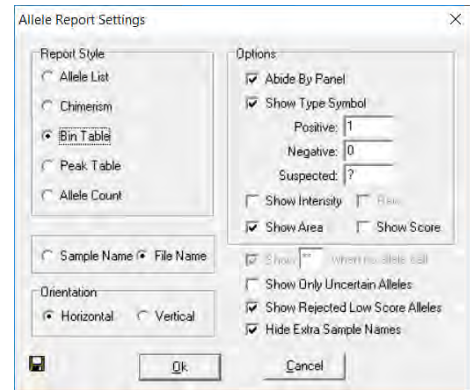 Allele Report Settings
Report Style
Allele List
Chimerism
Bin Table
Peak Table
Allele Count
Sample Name File Name
Orientation
Horizontal Vertical
Options
Abide By Panel
Show Type Symbol
Positive: 1
Negative: 0
Suspected: ?
Show Intensity
Show Area Show Score
Show when no allele call
Show Only Uncertain Alleles
Show Rejected Low Score Alleles
Hide Extra Sample Names
Ok Cancel